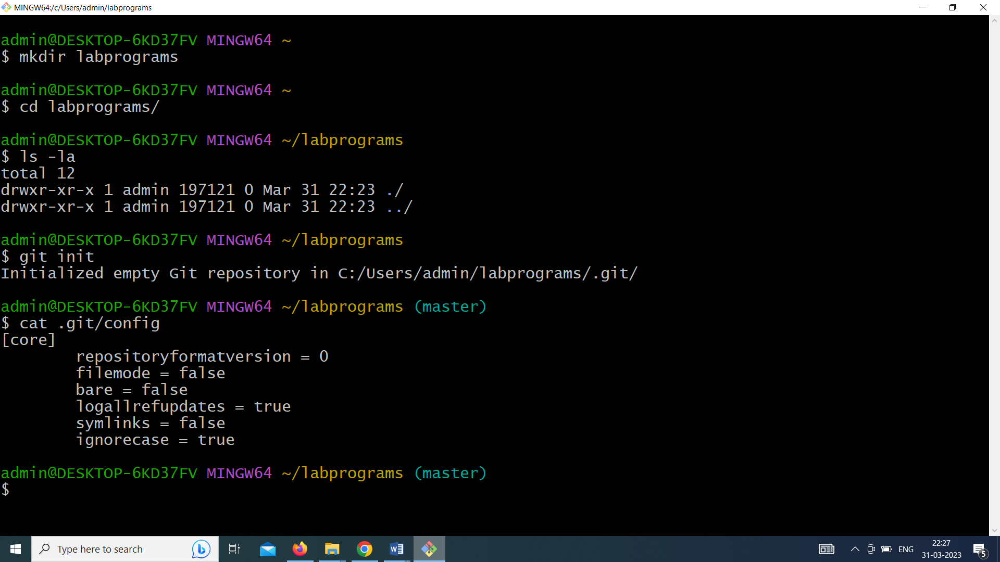 MINGW64:/c/Users/admin/labprograms
admin@DESKTOP-6KD37FV MINGW64 ~
$ mkdir labprograms
admin@DESKTOP-6KD37FV MINGW64 ~
$ cd labprograms/
admin@DESKTOP-6KD37FV MINGW64 ~/labprograms
$ ls -la
total 12
drwxr-xr-x 1 admin 197121 0 Mar 31 22:23 ./
drwxr-xr-x 1 admin 197121 0 Mar 31 22:23 ../
admin@DESKTOP-6KD37FV MINGW64 ~/labprograms
$ git init
Initialized empty Git repository in C:/Users/admin/labprograms/.git/
admin@DESKTOP-6KD37FV MINGW64 ~/labprograms (master)
$ cat .git/config
[core]
        repositoryformatversion = 0
        filemode = false
        bare = false
        logallrefupdates = true
        symlinks = false
        ignorecase = true
admin@DESKTOP-6KD37FV MINGW64 ~/labprograms (master)
$
Type here to search
ENG
22:27
31-03-2023
5